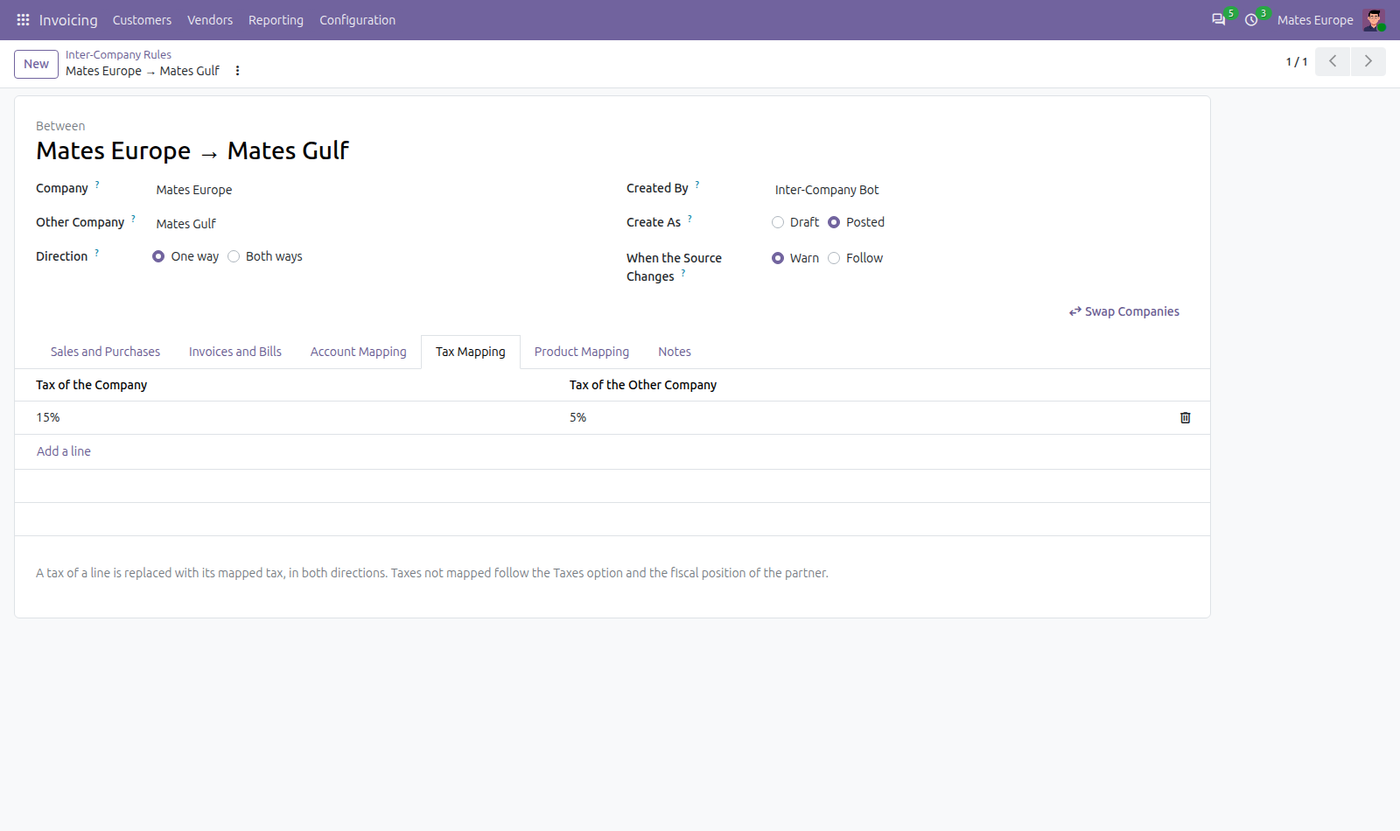 Invoicing Customers Vendors Reporting Configuration 5 3 Mates Europe
New Inter-Company Rules
Mates Europe → Mates Gulf
1 / 1
Between
Mates Europe → Mates Gulf
Company ? Mates Europe
Other Company ? Mates Gulf
Direction ? One way Both ways
Created By ? Inter-Company Bot
Create As ? Draft Posted
When the Source Changes ? Warn Follow
Swap Companies
Sales and Purchases Invoices and Bills Account Mapping Tax Mapping Product Mapping Notes
Tax of the Company Tax of the Other Company
15% 5%
Add a line
A tax of a line is replaced with its mapped tax, in both directions. Taxes not mapped follow the Taxes option and the fiscal position of the partner.